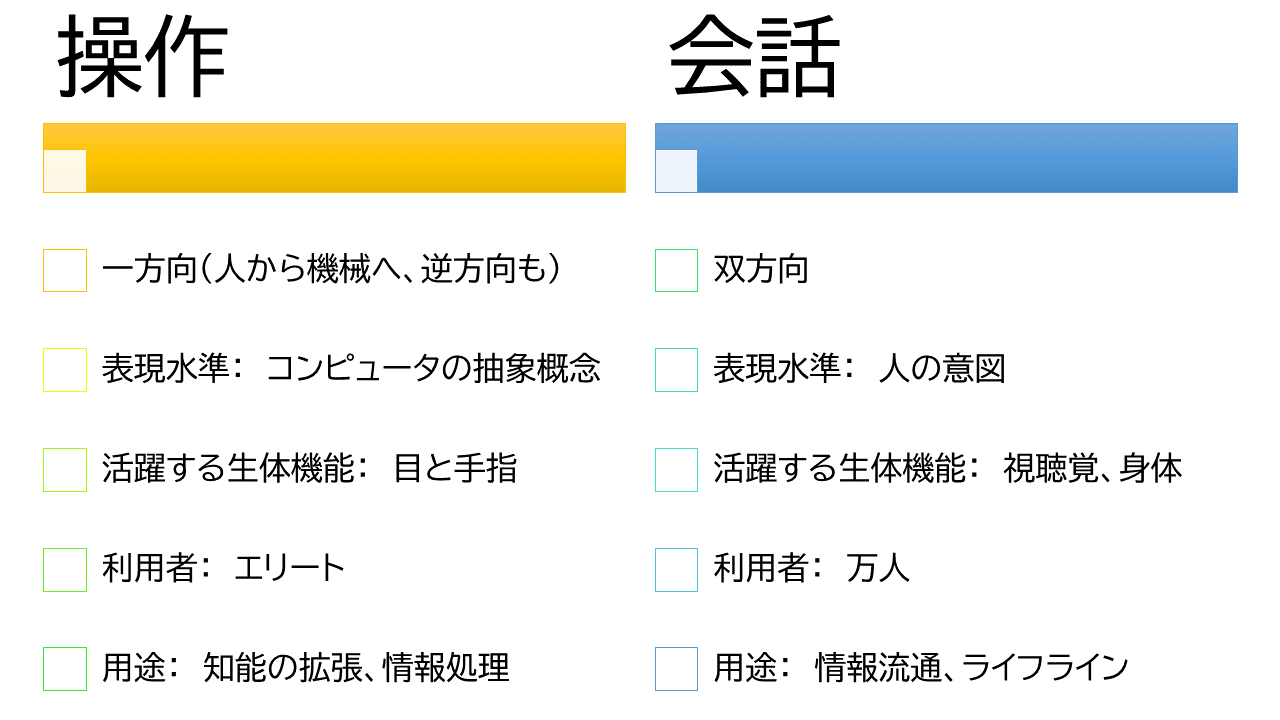 操作
一方向（人から機械へ、逆方向も）
表現水準： コンピュータの抽象概念
活躍する生体機能： 目と手指
利用者： エリート
用途： 知能の拡張、情報処理
会話
双方向
表現水準： 人の意図
活躍する生体機能： 視聴覚、身体
利用者： 万人
用途： 情報流通、ライフライン